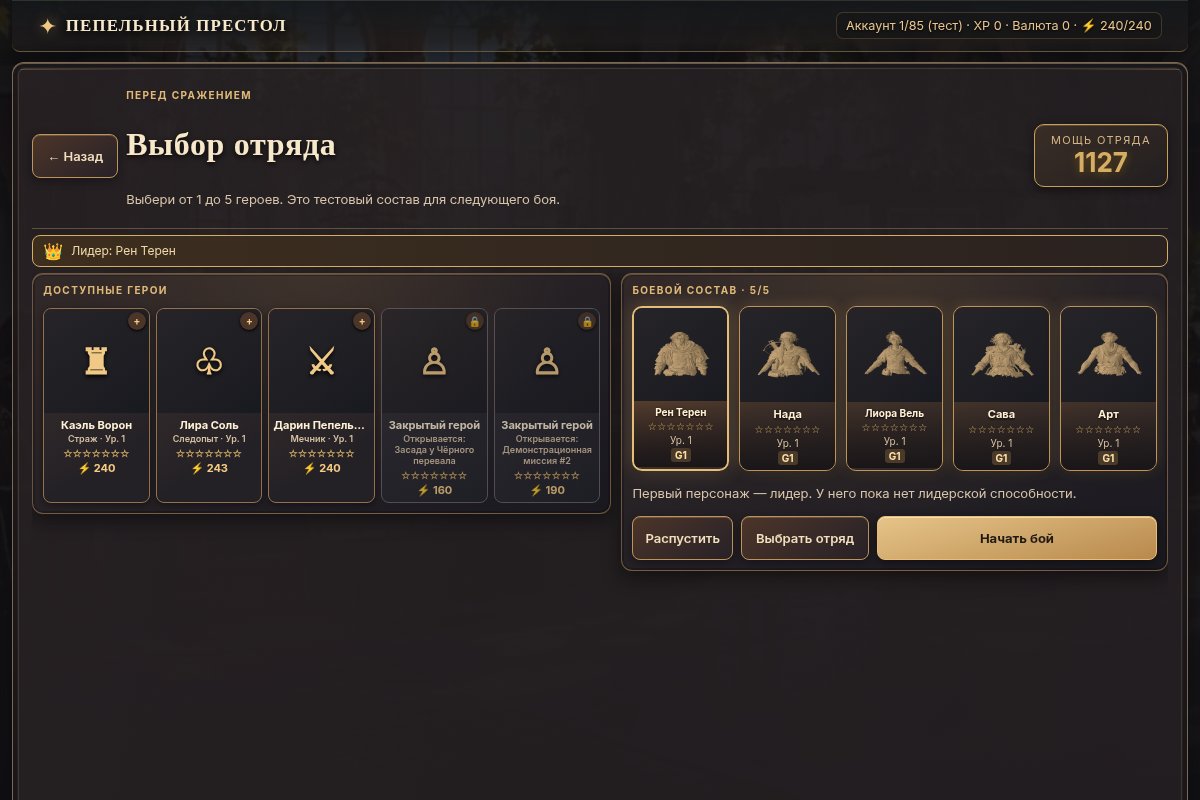 ПЕПЕЛЬНЫЙ ПРЕСТОЛ
Аккаунт 1/85 (тест) · XP 0 · Валюта 0 · ⚡ 240/240
ПЕРЕД СРАЖЕНИЕМ
← Назад
Выбор отряда
Выбери от 1 до 5 героев. Это тестовый состав для следующего боя.
МОЩЬ ОТРЯДА
1127
👑 Лидер: Рен Терен
ДОСТУПНЫЕ ГЕРОИ
Каэль Ворон
Страж · Ур. 1
☆☆☆☆☆☆☆
⚡ 240
Лира Соль
Следопыт · Ур. 1
☆☆☆☆☆☆☆
⚡ 243
Дарин Пепель...
Мечник · Ур. 1
☆☆☆☆☆☆☆
⚡ 240
Закрытый герой
Открывается:
Засада у Чёрного
перевала
☆☆☆☆☆☆☆
⚡ 160
Закрытый герой
Открывается:
Демонстрационная
миссия #2
☆☆☆☆☆☆☆
⚡ 190
БОЕВОЙ СОСТАВ · 5/5
Рен Терен
☆☆☆☆☆☆☆
Ур. 1
G1
Нада
☆☆☆☆☆☆☆
Ур. 1
G1
Лиора Вель
☆☆☆☆☆☆☆
Ур. 1
G1
Сава
☆☆☆☆☆☆☆
Ур. 1
G1
Арт
☆☆☆☆☆☆☆
Ур. 1
G1
Первый персонаж — лидер. У него пока нет лидерской способности.
Распустить
Выбрать отряд
Начать бой